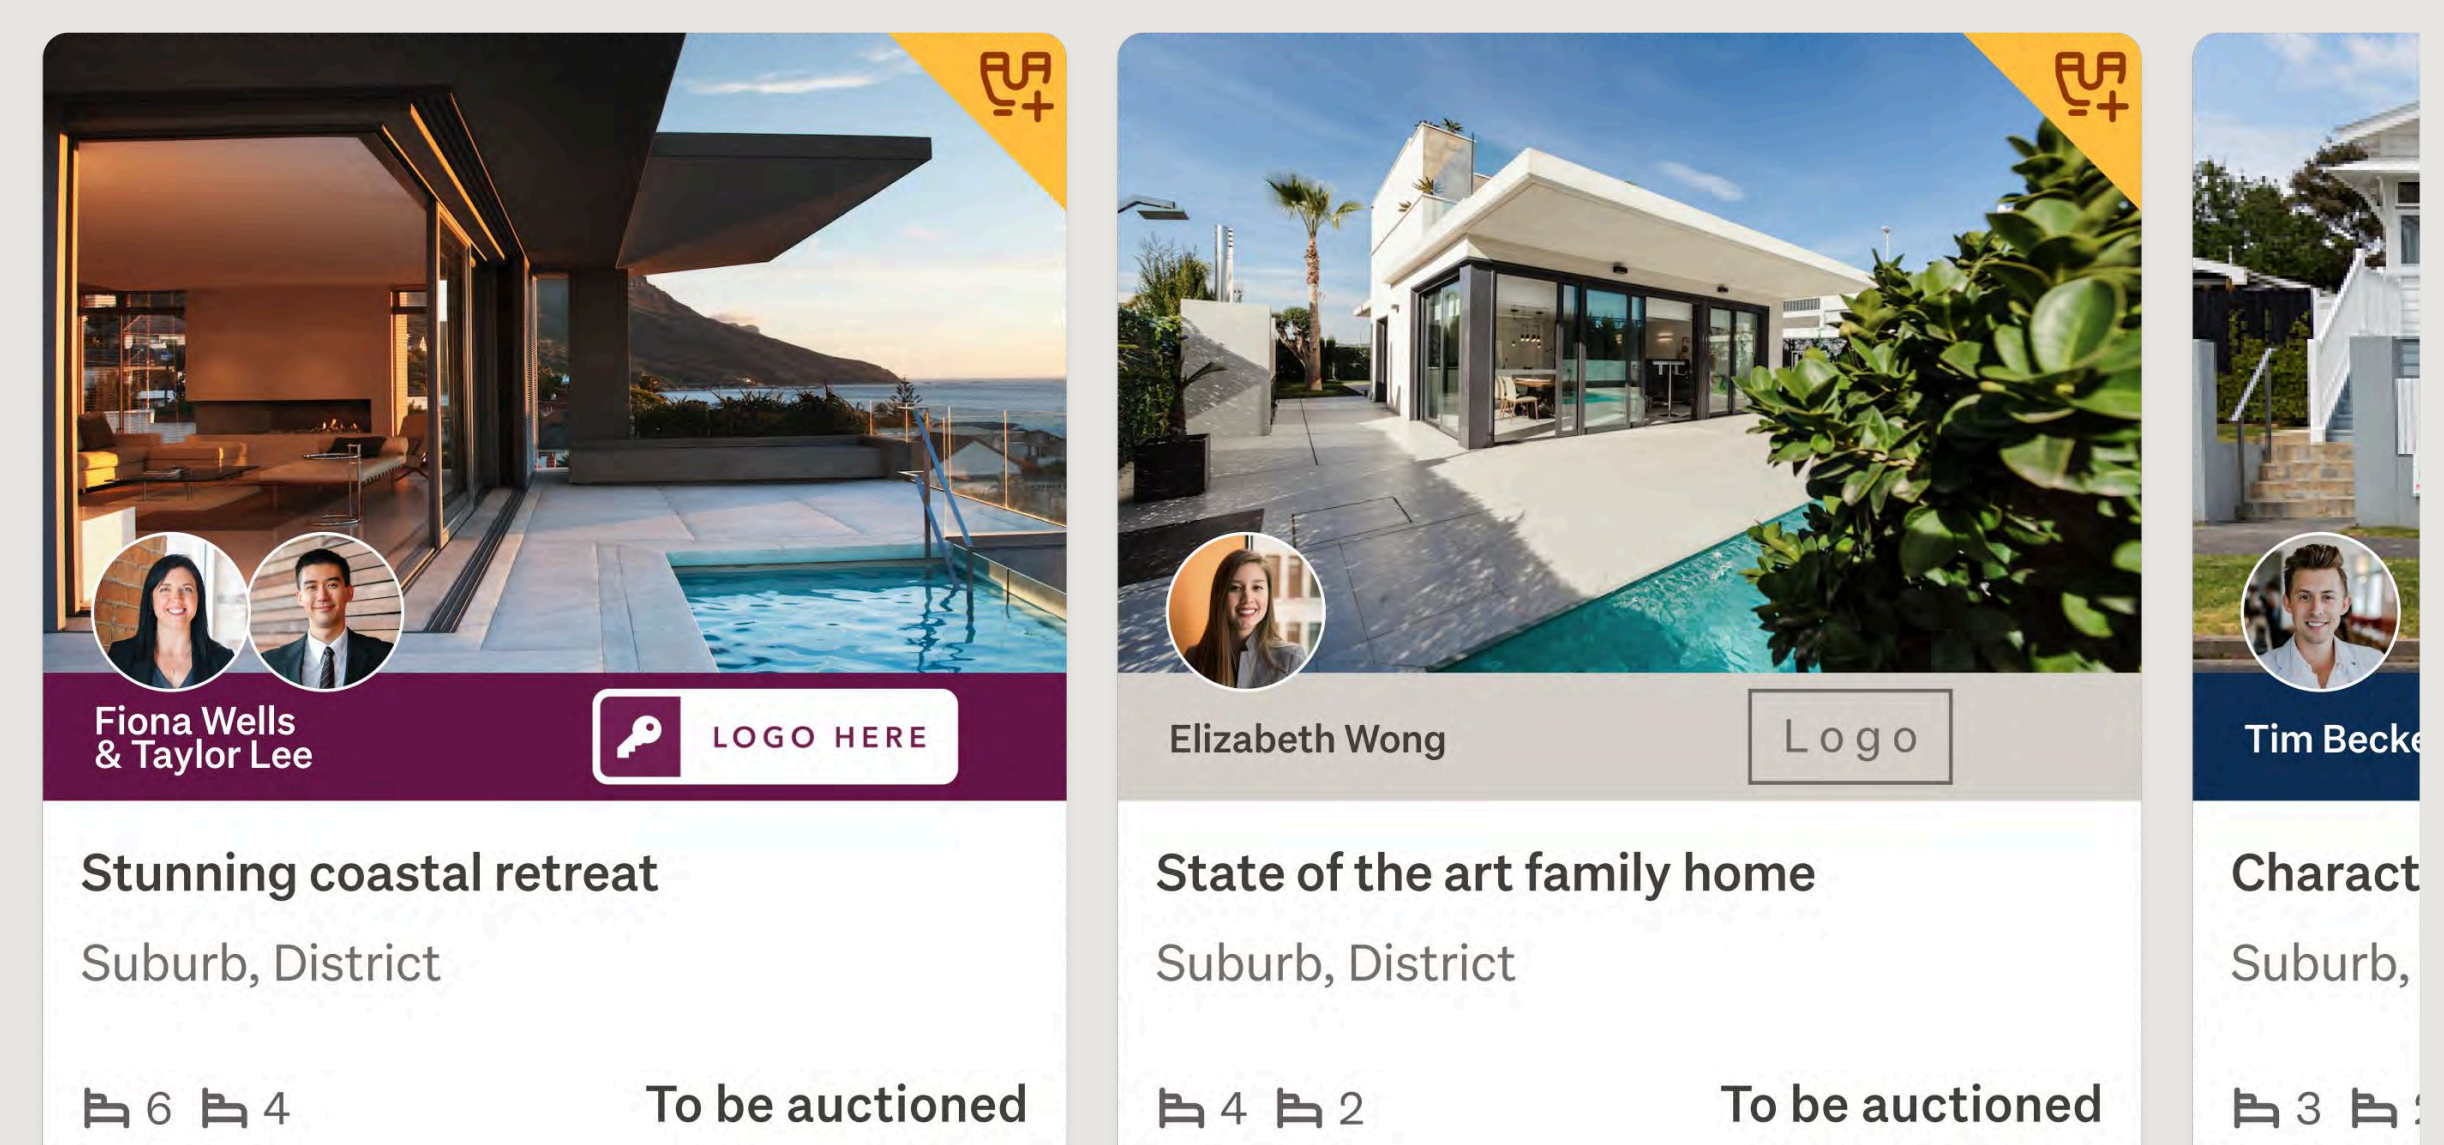 Fiona Wells
& Taylor Lee
LOGO HERE
Stunning coastal retreat
Suburb, District
6 4
To be auctioned
Elizabeth Wong
Logo
State of the art family home
Suburb, District
4 2
To be auctioned
Tim Becke
Charact
Suburb,
3